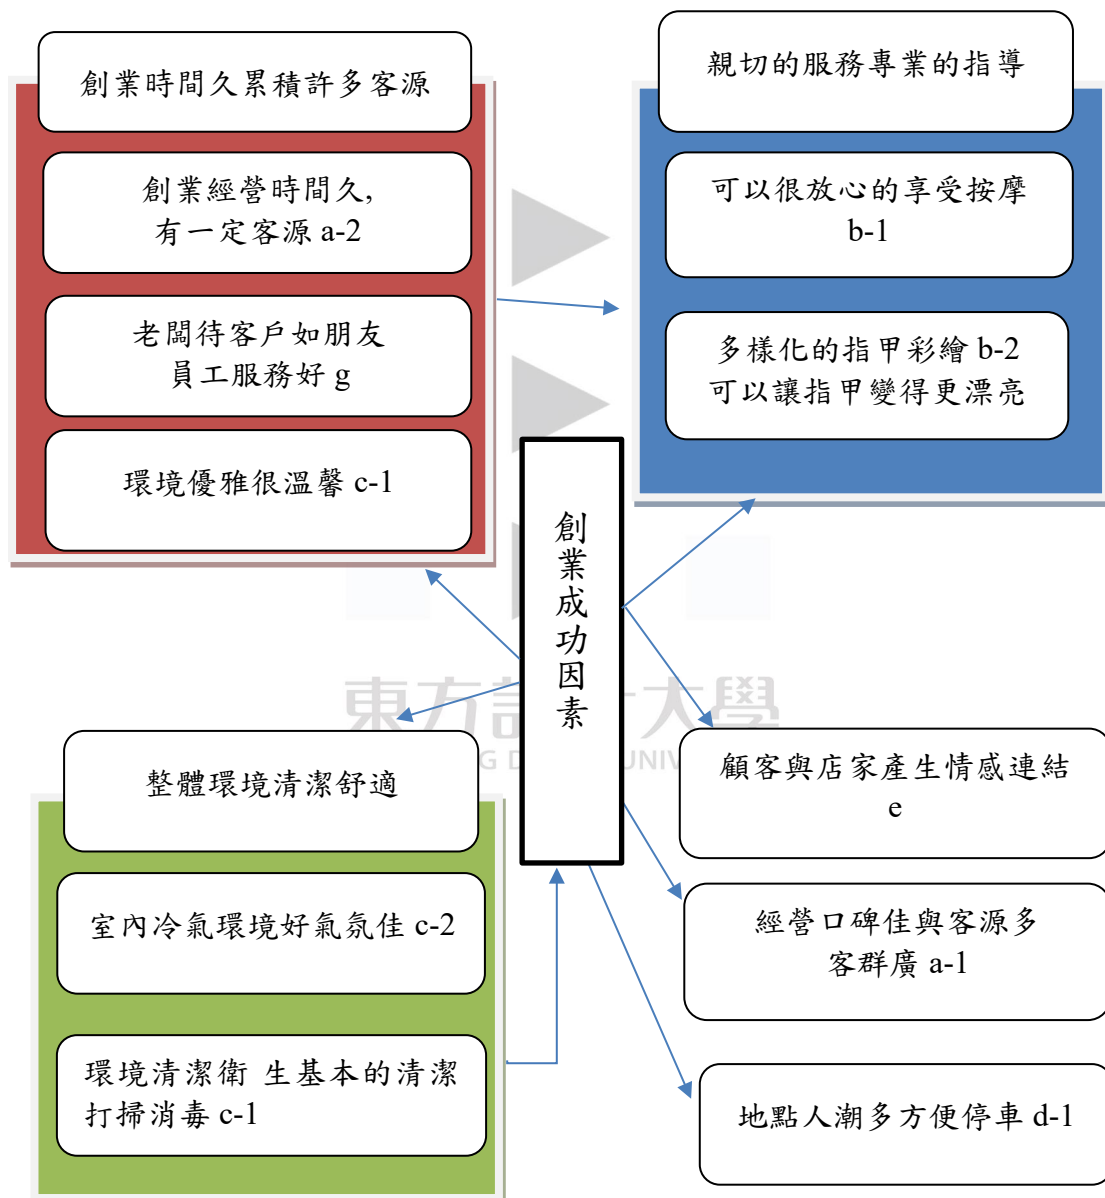 創業時間久累積許多客源
創業經營時間久,
有一定客源 a-2
老闆待客戶如朋友
員工服務好 g
環境優雅很溫馨 c-1
親切的服務專業的指導
可以很放心的享受按摩
b-1
多樣化的指甲彩繪 b-2
可以讓指甲變得更漂亮
創業成功因素
整體環境清潔舒適
室內冷氣環境好氣氛佳 c-2
環境清潔衛 生基本的清潔
打掃消毒 c-1
顧客與店家產生情感連結
e
經營口碑佳與客源多
客群廣 a-1
地點人潮多方便停車 d-1
東方
大學